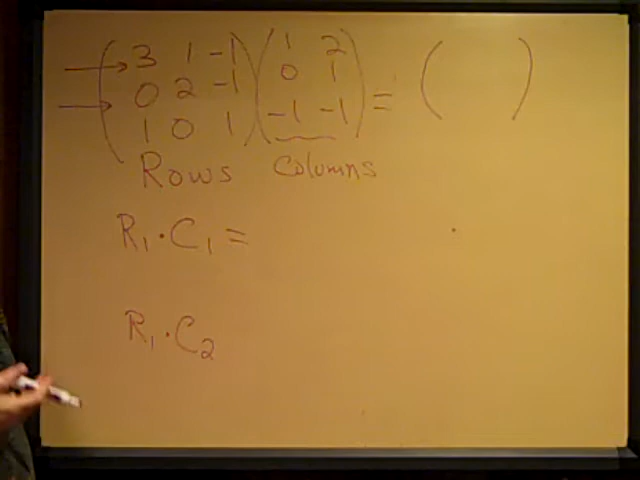 ( 3 1 -1 ) ( 1 2 ) = ( )
0 2 -1 0 1
1 0 1 -1 -1
Rows Columns
R₁ · C₁ =
R₁ · C₂